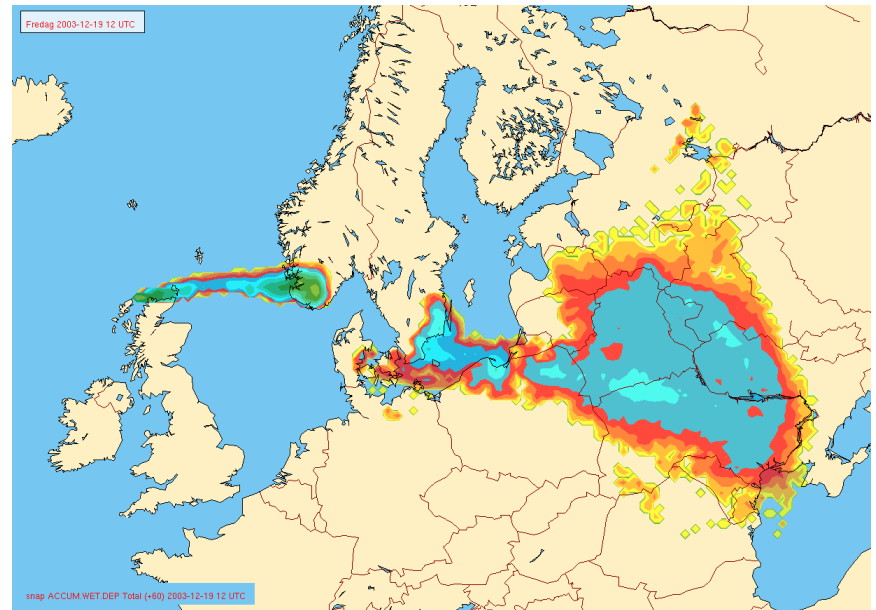 Fredag 2003-12-19 12 UTC
snap ACCUM.WET.DEP Total (+60) 2003-12-19 12 UTC